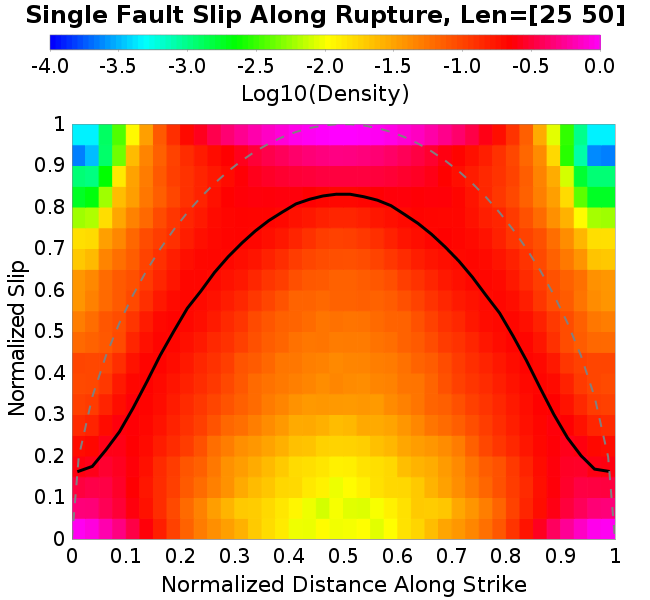 Single Fault Slip Along Rupture, Len=[25 50]
-4.0 -3.5 -3.0 -2.5 -2.0 -1.5 -1.0 -0.5 0.0
Log10(Density)
1
0.9
0.8
0.7
0.6
0.5
0.4
0.3
0.2
0.1
0
Normalized Slip
0 0.1 0.2 0.3 0.4 0.5 0.6 0.7 0.8 0.9 1
Normalized Distance Along Strike